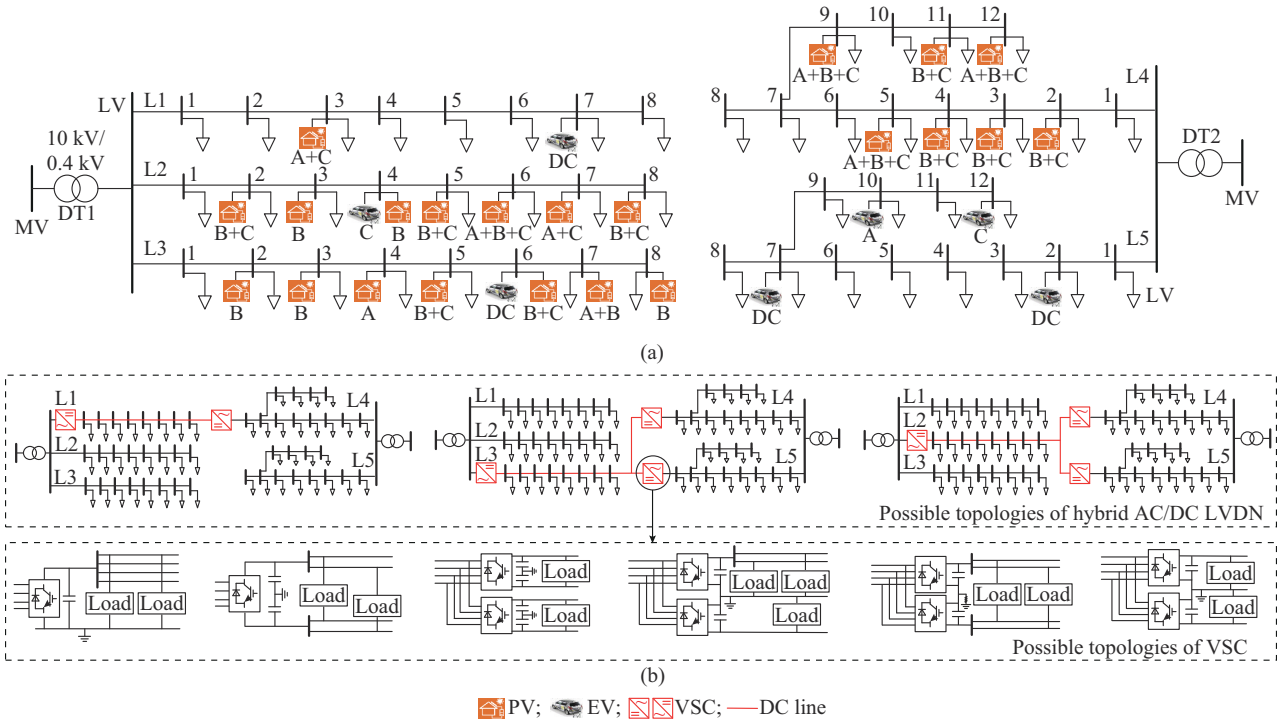 9 10 11 12
A+B+C B+C A+B+C
L4
8 7 6 5 4 3 2 1
A+B+C B+C B+C B+C
DT2
MV
9 10 11 12
A C
L5
8 7 6 5 4 3 2 1
DC DC
LV
LV
L1 1 2 3 4 5 6 7 8
A+C DC
10 kV/
0.4 kV
DT1
MV
L2 1 2 3 4 5 6 7 8
B+C B C B B+C A+B+C A+C B+C
L3 1 2 3 4 5 6 7 8
B B A B+C DC B+C A+B B
(a)
L1 L4
L2
L3 L5
L1 L4
L2
L3 L5
L1 L4
L2
L3 L5
Possible topologies of hybrid AC/DC LVDN
Load Load
Load Load
Load Load
Load Load Load
Load Load
Load Load
Possible topologies of VSC
(b)
PV; EV; VSC; DC line